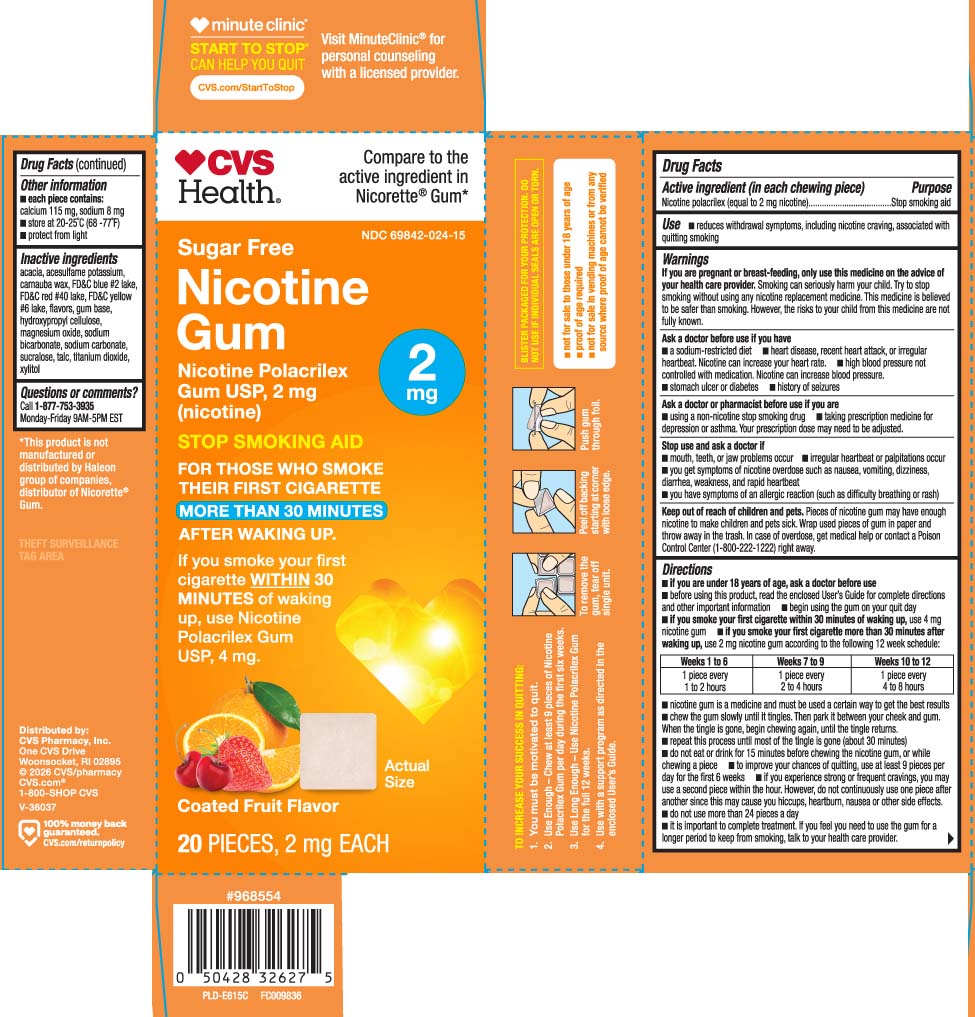 minute clinic®
START TO STOP®
CAN HELP YOU QUIT
CVS.com/StartToStop
Visit MinuteClinic® for
personal counseling
with a licensed provider.
Drug Facts (continued)
Other information
■ each piece contains:
calcium 115 mg, sodium 8 mg
■ store at 20-25˚C (68 -77˚F)
■ protect from light
Inactive ingredients
acacia, acesulfame potassium,
carnauba wax, FD&C blue #2 lake,
FD&C red #40 lake, FD&C yellow
#6 lake, flavors, gum base,
hydroxypropyl cellulose,
magnesium oxide, sodium
bicarbonate, sodium carbonate,
sucralose, talc, titanium dioxide,
xylitol
Questions or comments?
Call 1-877-753-3935
Monday-Friday 9AM-5PM EST
*This product is not
manufactured or
distributed by Haleon
group of companies,
distributor of Nicorette®
Gum.
THEFT SURVEILLANCE
TAG AREA
Distributed by:
CVS Pharmacy, Inc.
One CVS Drive
Woonsocket, RI 02895
© 2026 CVS/pharmacy
CVS.com®
1-800-SHOP CVS
V-36037
100% money back
guaranteed.
CVS.com/returnpolicy
CVS
Health®
Compare to the
active ingredient in
Nicorette® Gum*
NDC 69842-024-15
Sugar Free
Nicotine
Gum
Nicotine Polacrilex
Gum USP, 2 mg
(nicotine)
2
mg
STOP SMOKING AID
FOR THOSE WHO SMOKE
THEIR FIRST CIGARETTE
MORE THAN 30 MINUTES
AFTER WAKING UP.
If you smoke your first
cigarette WITHIN 30
MINUTES of waking
up, use Nicotine
Polacrilex Gum
USP, 4 mg.
Actual
Size
Coated Fruit Flavor
20 PIECES, 2 mg EACH
#968554
0 50428 32627 5
PLD-E615C FC009836
BLISTER PACKAGED FOR YOUR PROTECTION. DO
NOT USE IF INDIVIDUAL SEALS ARE OPEN OR TORN.
■ not for sale to those under 18 years of age
■ proof of age required
■ not for sale in vending machines or from any
source where proof of age cannot be verified
To remove the
gum, tear off
single unit.
Peel off backing
starting at corner
with loose edge.
Push gum
through foil.
TO INCREASE YOUR SUCCESS IN QUITTING:
1. You must be motivated to quit.
2. Use Enough – Chew at least 9 pieces of Nicotine
Polacrilex Gum per day during the first six weeks.
3. Use Long Enough – Use Nicotine Polacrilex Gum
for the full 12 weeks.
4. Use with a support program as directed in the
enclosed User's Guide.
Drug Facts
Active ingredient (in each chewing piece) Purpose
Nicotine polacrilex (equal to 2 mg nicotine).....................................Stop smoking aid
Use ■ reduces withdrawal symptoms, including nicotine craving, associated with
quitting smoking
Warnings
If you are pregnant or breast-feeding, only use this medicine on the advice of
your health care provider. Smoking can seriously harm your child. Try to stop
smoking without using any nicotine replacement medicine. This medicine is believed
to be safer than smoking. However, the risks to your child from this medicine are not
fully known.
Ask a doctor before use if you have
■ a sodium-restricted diet ■ heart disease, recent heart attack, or irregular
heartbeat. Nicotine can increase your heart rate. ■ high blood pressure not
controlled with medication. Nicotine can increase blood pressure.
■ stomach ulcer or diabetes ■ history of seizures
Ask a doctor or pharmacist before use if you are
■ using a non-nicotine stop smoking drug ■ taking prescription medicine for
depression or asthma. Your prescription dose may need to be adjusted.
Stop use and ask a doctor if
■ mouth, teeth, or jaw problems occur ■ irregular heartbeat or palpitations occur
■ you get symptoms of nicotine overdose such as nausea, vomiting, dizziness,
diarrhea, weakness, and rapid heartbeat
■ you have symptoms of an allergic reaction (such as difficulty breathing or rash)
Keep out of reach of children and pets. Pieces of nicotine gum may have enough
nicotine to make children and pets sick. Wrap used pieces of gum in paper and
throw away in the trash. In case of overdose, get medical help or contact a Poison
Control Center (1-800-222-1222) right away.
Directions
■ if you are under 18 years of age, ask a doctor before use
■ before using this product, read the enclosed User's Guide for complete directions
and other important information ■ begin using the gum on your quit day
■ if you smoke your first cigarette within 30 minutes of waking up, use 4 mg
nicotine gum ■ if you smoke your first cigarette more than 30 minutes after
waking up, use 2 mg nicotine gum according to the following 12 week schedule:
Weeks 1 to 6 Weeks 7 to 9 Weeks 10 to 12
1 piece every 1 piece every 1 piece every
1 to 2 hours 2 to 4 hours 4 to 8 hours
■ nicotine gum is a medicine and must be used a certain way to get the best results
■ chew the gum slowly until it tingles. Then park it between your cheek and gum.
When the tingle is gone, begin chewing again, until the tingle returns.
■ repeat this process until most of the tingle is gone (about 30 minutes)
■ do not eat or drink for 15 minutes before chewing the nicotine gum, or while
chewing a piece ■ to improve your chances of quitting, use at least 9 pieces per
day for the first 6 weeks ■ if you experience strong or frequent cravings, you may
use a second piece within the hour. However, do not continuously use one piece after
another since this may cause you hiccups, heartburn, nausea or other side effects.
■ do not use more than 24 pieces a day
■ it is important to complete treatment. If you feel you need to use the gum for a
longer period to keep from smoking, talk to your health care provider.